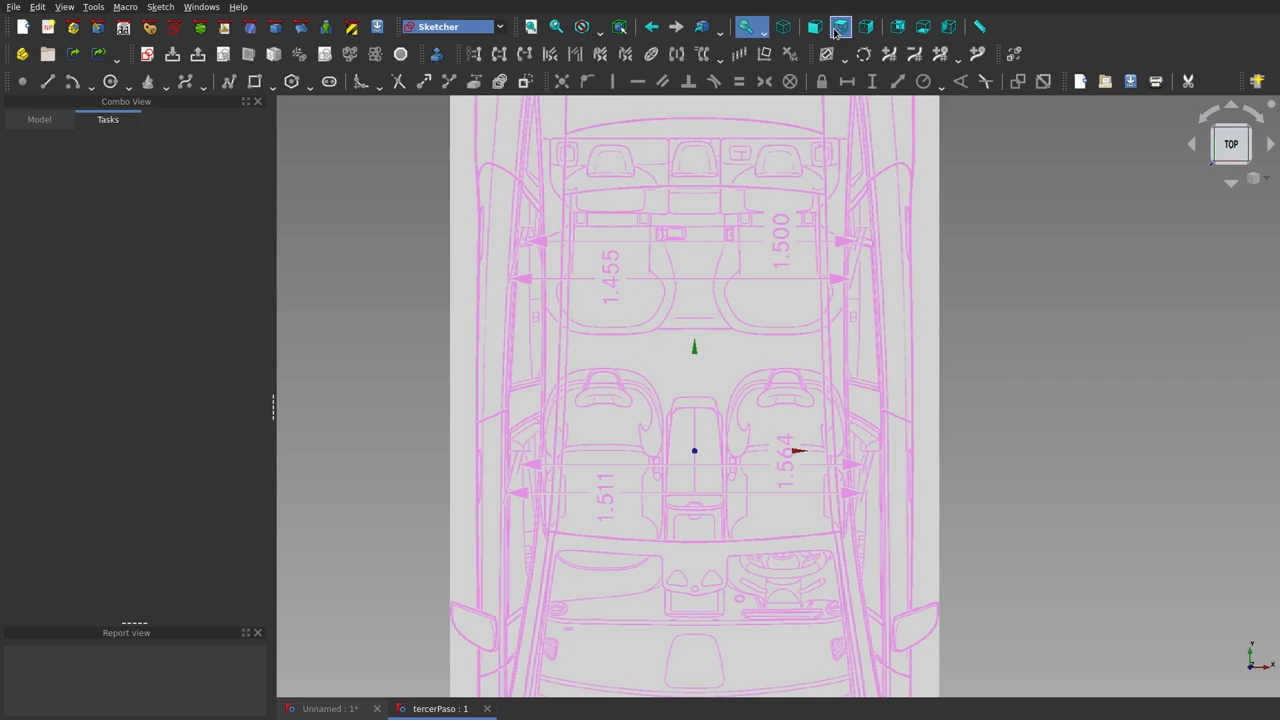 File Edit View Tools Macro Sketch Windows Help
Sketcher
Combo View
Model Tasks
TOP
1.500
1.455
1.564
1.511
Report view
Y
X
Unnamed : 1*
tercerPaso : 1